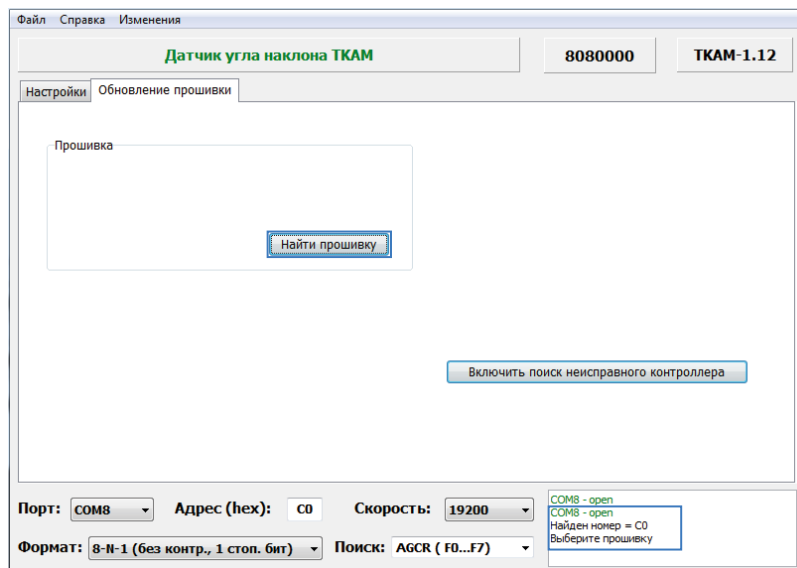 Файл Справка Изменения
Датчик угла наклона ТКАМ 8080000 ТКАМ-1.12
Настройки Обновление прошивки
Прошивка
Найти прошивку
Включить поиск неисправного контроллера
Порт: COM8 Адрес (hex): C0 Скорость: 19200
Формат: 8-N-1 (без контр., 1 стоп. бит) Поиск: AGCR ( F0...F7)
COM8 - open
COM8 - open
Найден номер = C0
Выберите прошивку